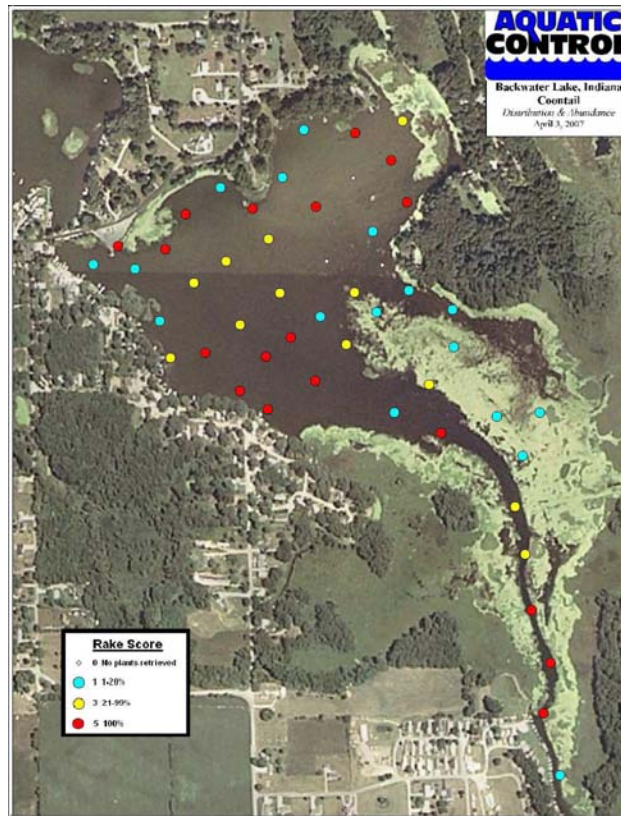 AQUATIC
CONTROL
Backwater Lake, Indiana
Coontail
Distribution & Abundance
April 3, 2007
Rake Score
0 No plants retrieved
1 1-20%
3 21-99%
5 100%